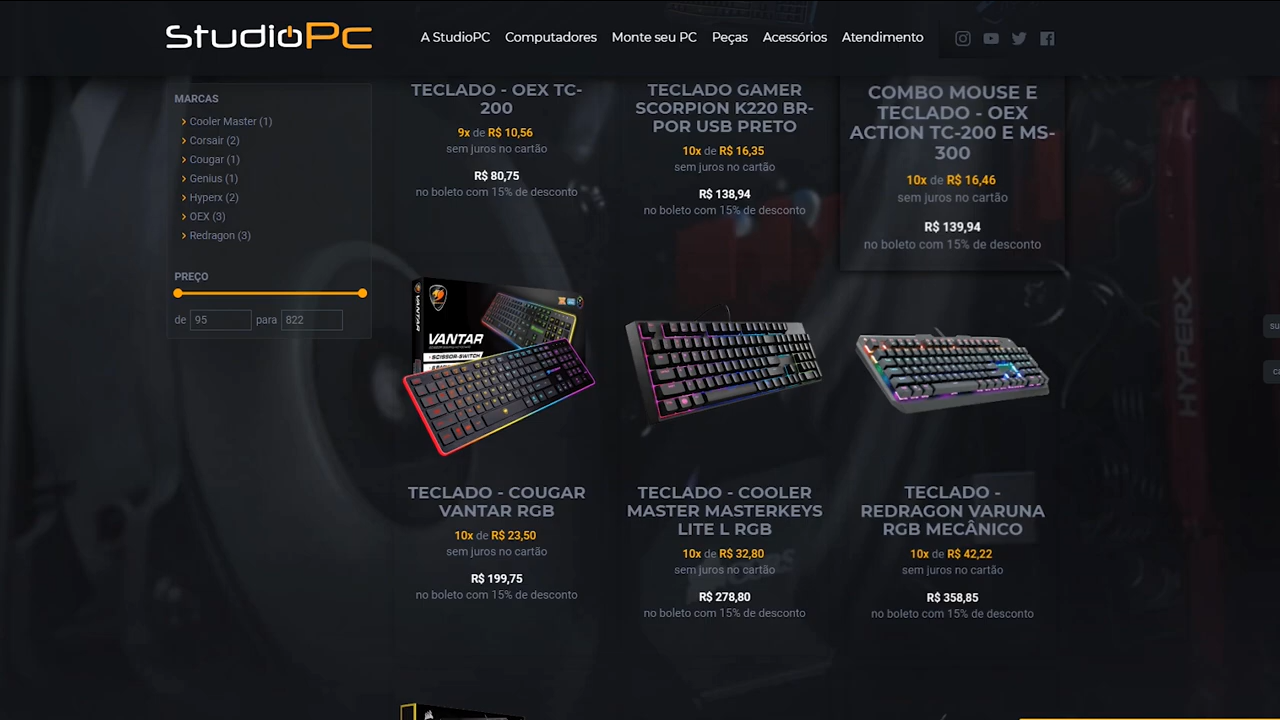 StudioPc
A StudioPC Computadores Monte seu PC Peças Acessórios Atendimento
MARCAS
Cooler Master (1)
Corsair (2)
Cougar (1)
Genius (1)
Hyperx (2)
OEX (3)
Redragon (3)
PREÇO
de 95 para 822
TECLADO - OEX TC-
200
9x de R$ 10,56
sem juros no cartão
R$ 80,75
no boleto com 15% de desconto
TECLADO GAMER
SCORPION K220 BR-
POR USB PRETO
10x de R$ 16,35
sem juros no cartão
R$ 138,94
no boleto com 15% de desconto
COMBO MOUSE E
TECLADO - OEX
ACTION TC-200 E MS-
300
10x de R$ 16,46
sem juros no cartão
R$ 139,94
no boleto com 15% de desconto
VANTAR
SCISSOR-SWITCH
TECLADO - COUGAR
VANTAR RGB
10x de R$ 23,50
sem juros no cartão
R$ 199,75
no boleto com 15% de desconto
TECLADO - COOLER
MASTER MASTERKEYS
LITE L RGB
10x de R$ 32,80
sem juros no cartão
R$ 278,80
no boleto com 15% de desconto
TECLADO -
REDRAGON VARUNA
RGB MECÂNICO
10x de R$ 42,22
sem juros no cartão
R$ 358,85
no boleto com 15% de desconto
HYPERX
su
ca